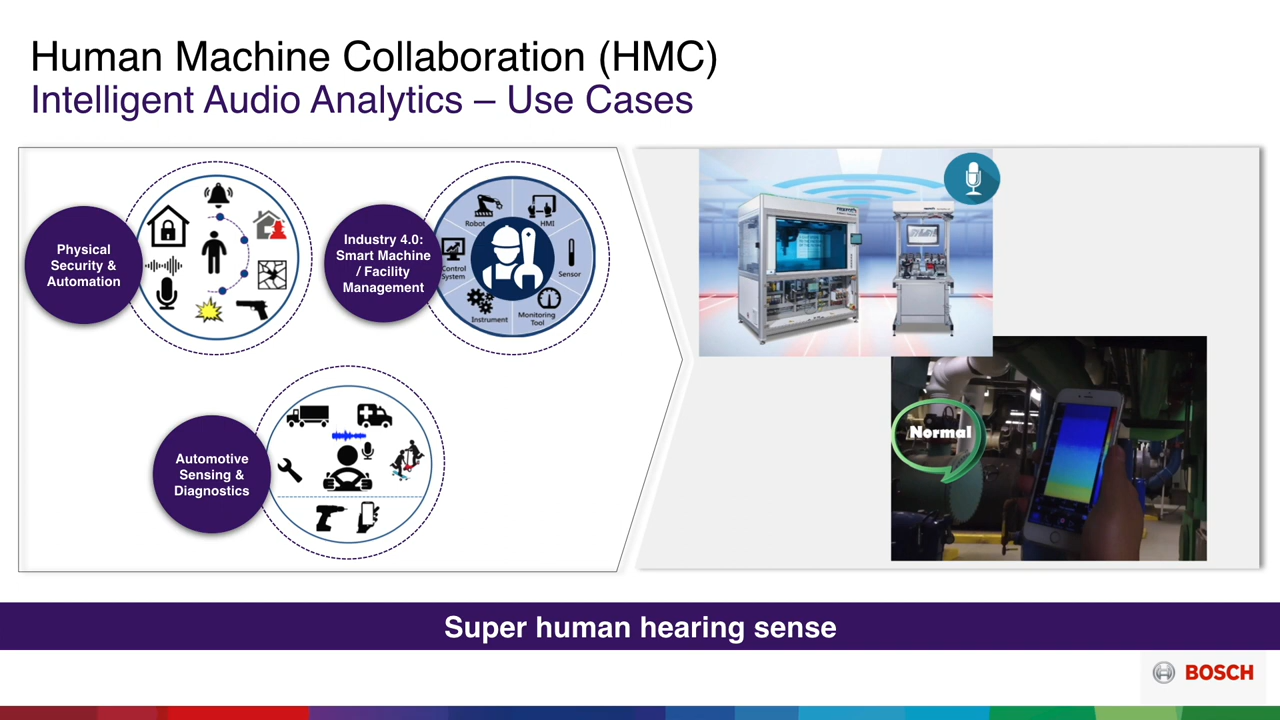 Human Machine Collaboration (HMC)
Intelligent Audio Analytics – Use Cases
Physical
Security &
Automation
Industry 4.0:
Smart Machine
/ Facility
Management
Robot
HMI
Control
System
Sensor
Instrument
Monitoring
Tool
Automotive
Sensing &
Diagnostics
Normal
Super human hearing sense
BOSCH